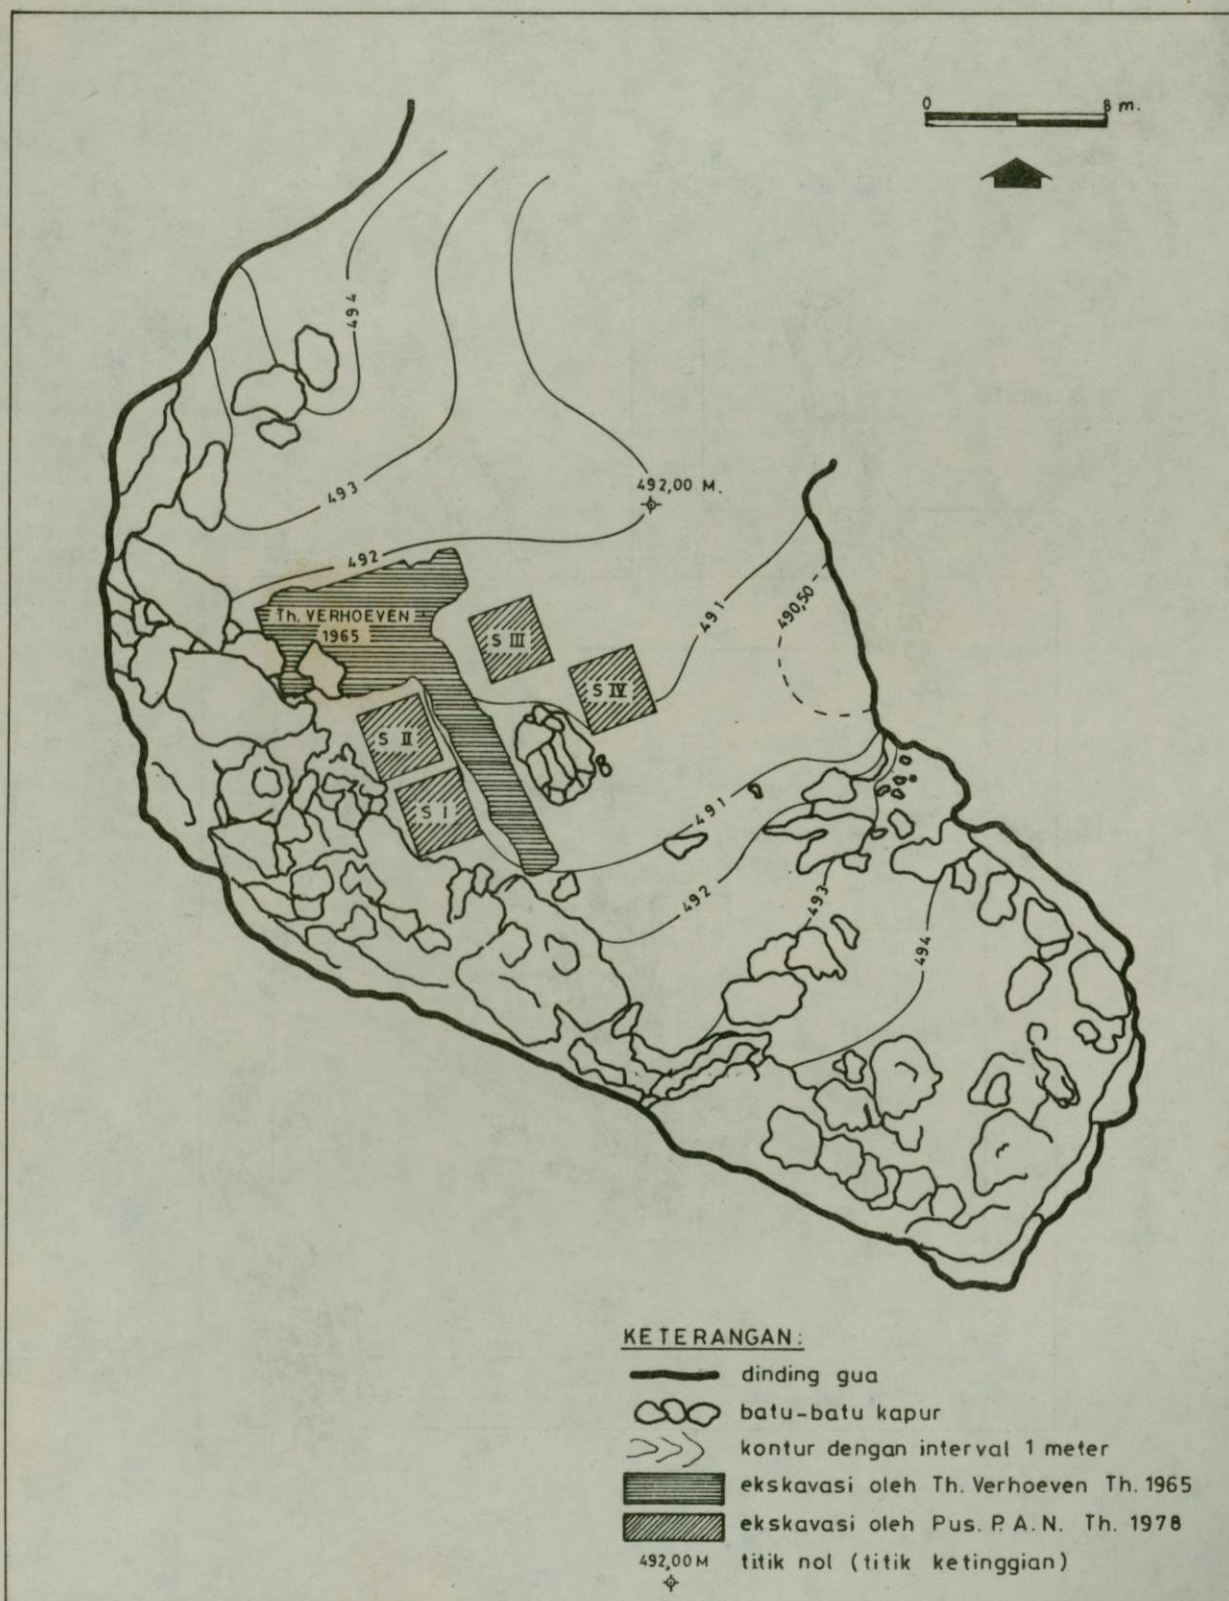 0 8 m.
494
493
492,00 M.
492
491
490,50
Th. VERHOEVEN
1965
S III
S IV
S II
S I
B
491
492
493
494
KETERANGAN:
dinding gua
batu-batu kapur
kontur dengan interval 1 meter
ekskavasi oleh Th. Verhoeven Th. 1965
ekskavasi oleh Pus. P.A.N. Th. 1978
492,00 M titik nol (titik ketinggian)